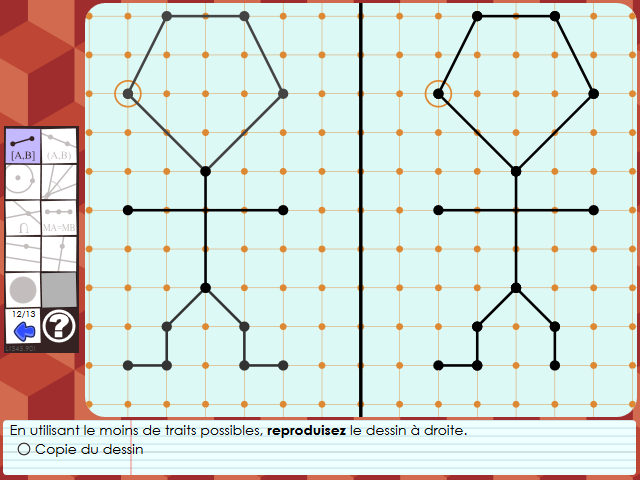 [A,B]
(A,B)
∩
MA=MB
12/13
?
En utilisant le moins de traits possibles, reproduisez le dessin à droite.
Copie du dessin